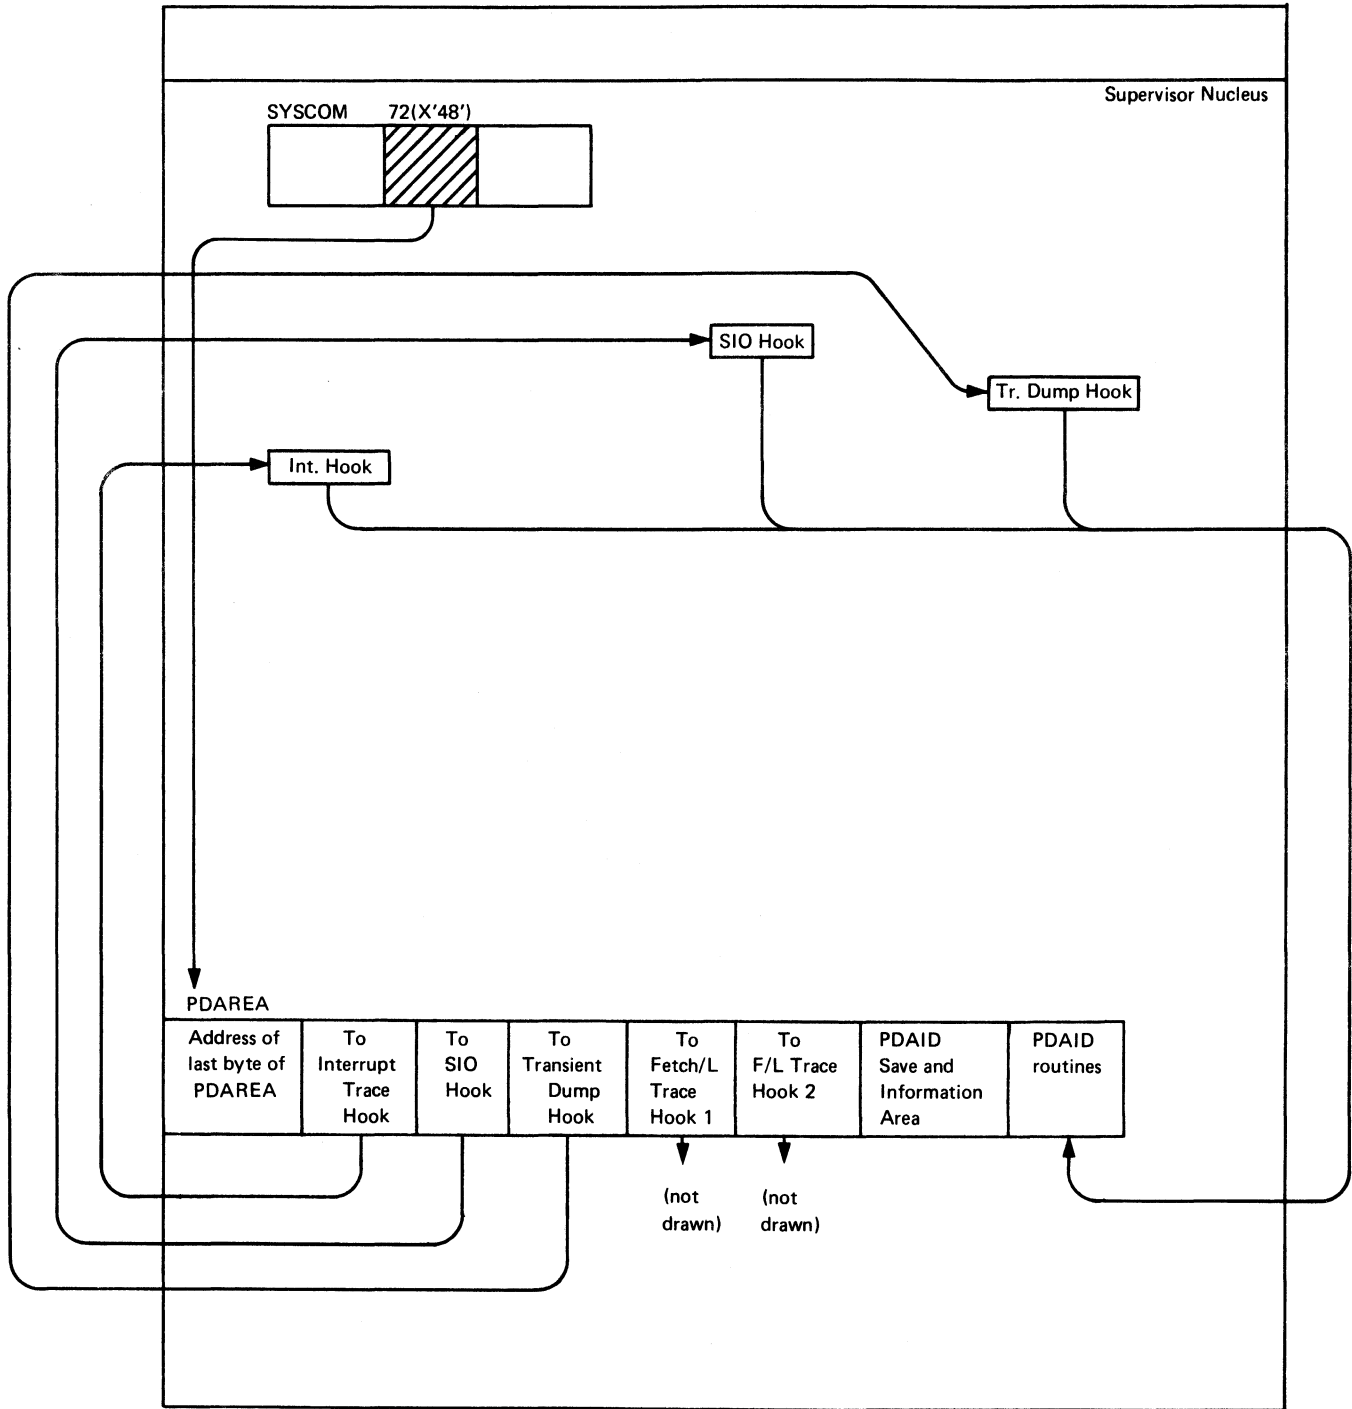 Supervisor Nucleus
SYSCOM 72(X'48')
SIO Hook
Tr. Dump Hook
Int. Hook
PDAREA
Address of
last byte of
PDAREA
To
Interrupt
Trace
Hook
To
SIO
Hook
To
Transient
Dump
Hook
To
Fetch/L
Trace
Hook 1
To
F/L Trace
Hook 2
PDAID
Save and
Information
Area
PDAID
routines
(not
drawn)
(not
drawn)